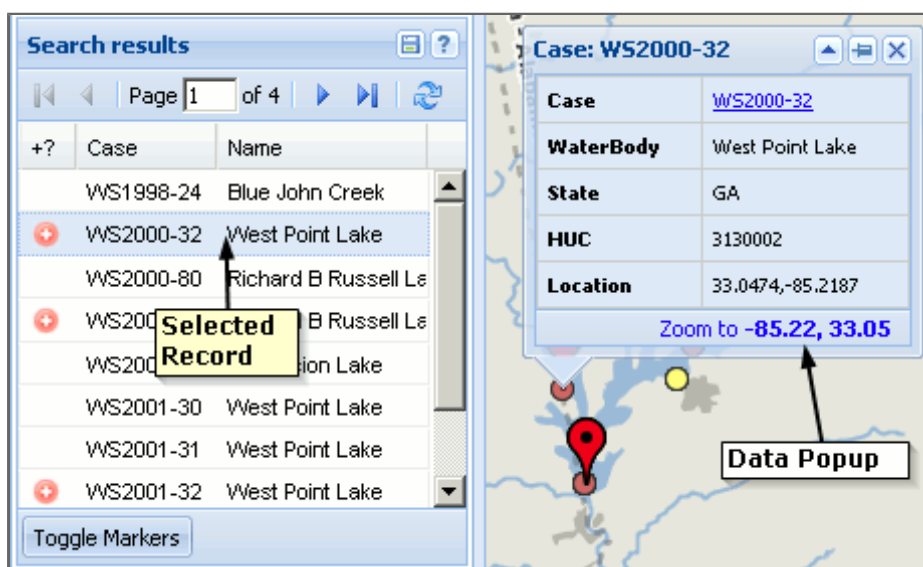 Search results
Page 1 of 4
+? Case Name
WS1998-24 Blue John Creek
WS2000-32 West Point Lake
WS2000-80 Richard B Russell La
WS200 B Russell La
WS200 ion Lake
WS2001-30 West Point Lake
WS2001-31 West Point Lake
WS2001-32 West Point Lake
Toggle Markers
Selected
Record
Case: WS2000-32
Case WS2000-32
WaterBody West Point Lake
State GA
HUC 3130002
Location 33.0474,-85.2187
Zoom to -85.22, 33.05
Data Popup